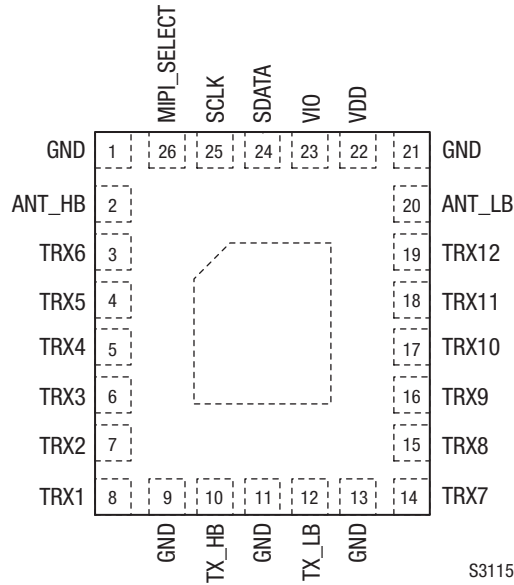 MIPI_SELECT
SCLK
SDATA
VIO
VDD
GND 1 26 25 24 23 22 21 GND
ANT_HB 2 20 ANT_LB
TRX6 3 19 TRX12
TRX5 4 18 TRX11
TRX4 5 17 TRX10
TRX3 6 16 TRX9
TRX2 7 15 TRX8
TRX1 8 9 10 11 12 13 14 TRX7
GND
TX_HB
GND
TX_LB
GND
S3115